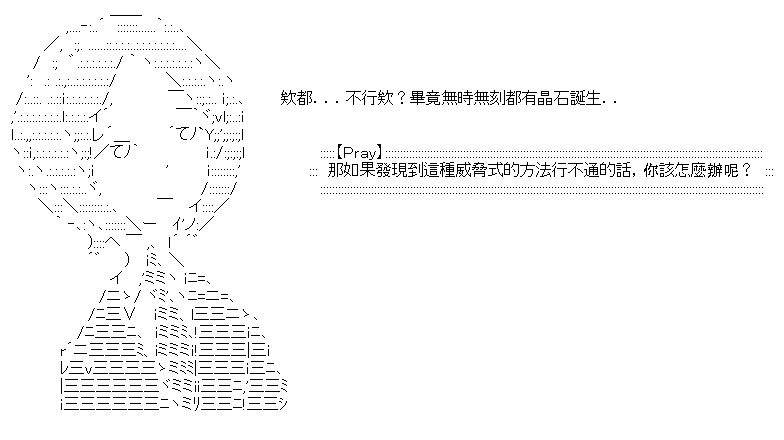 欸都...不行欸？畢竟無時無刻都有晶石誕生..
【Pray】
那如果發現到這種威脅式的方法行不通的話，你該怎麼辦呢？